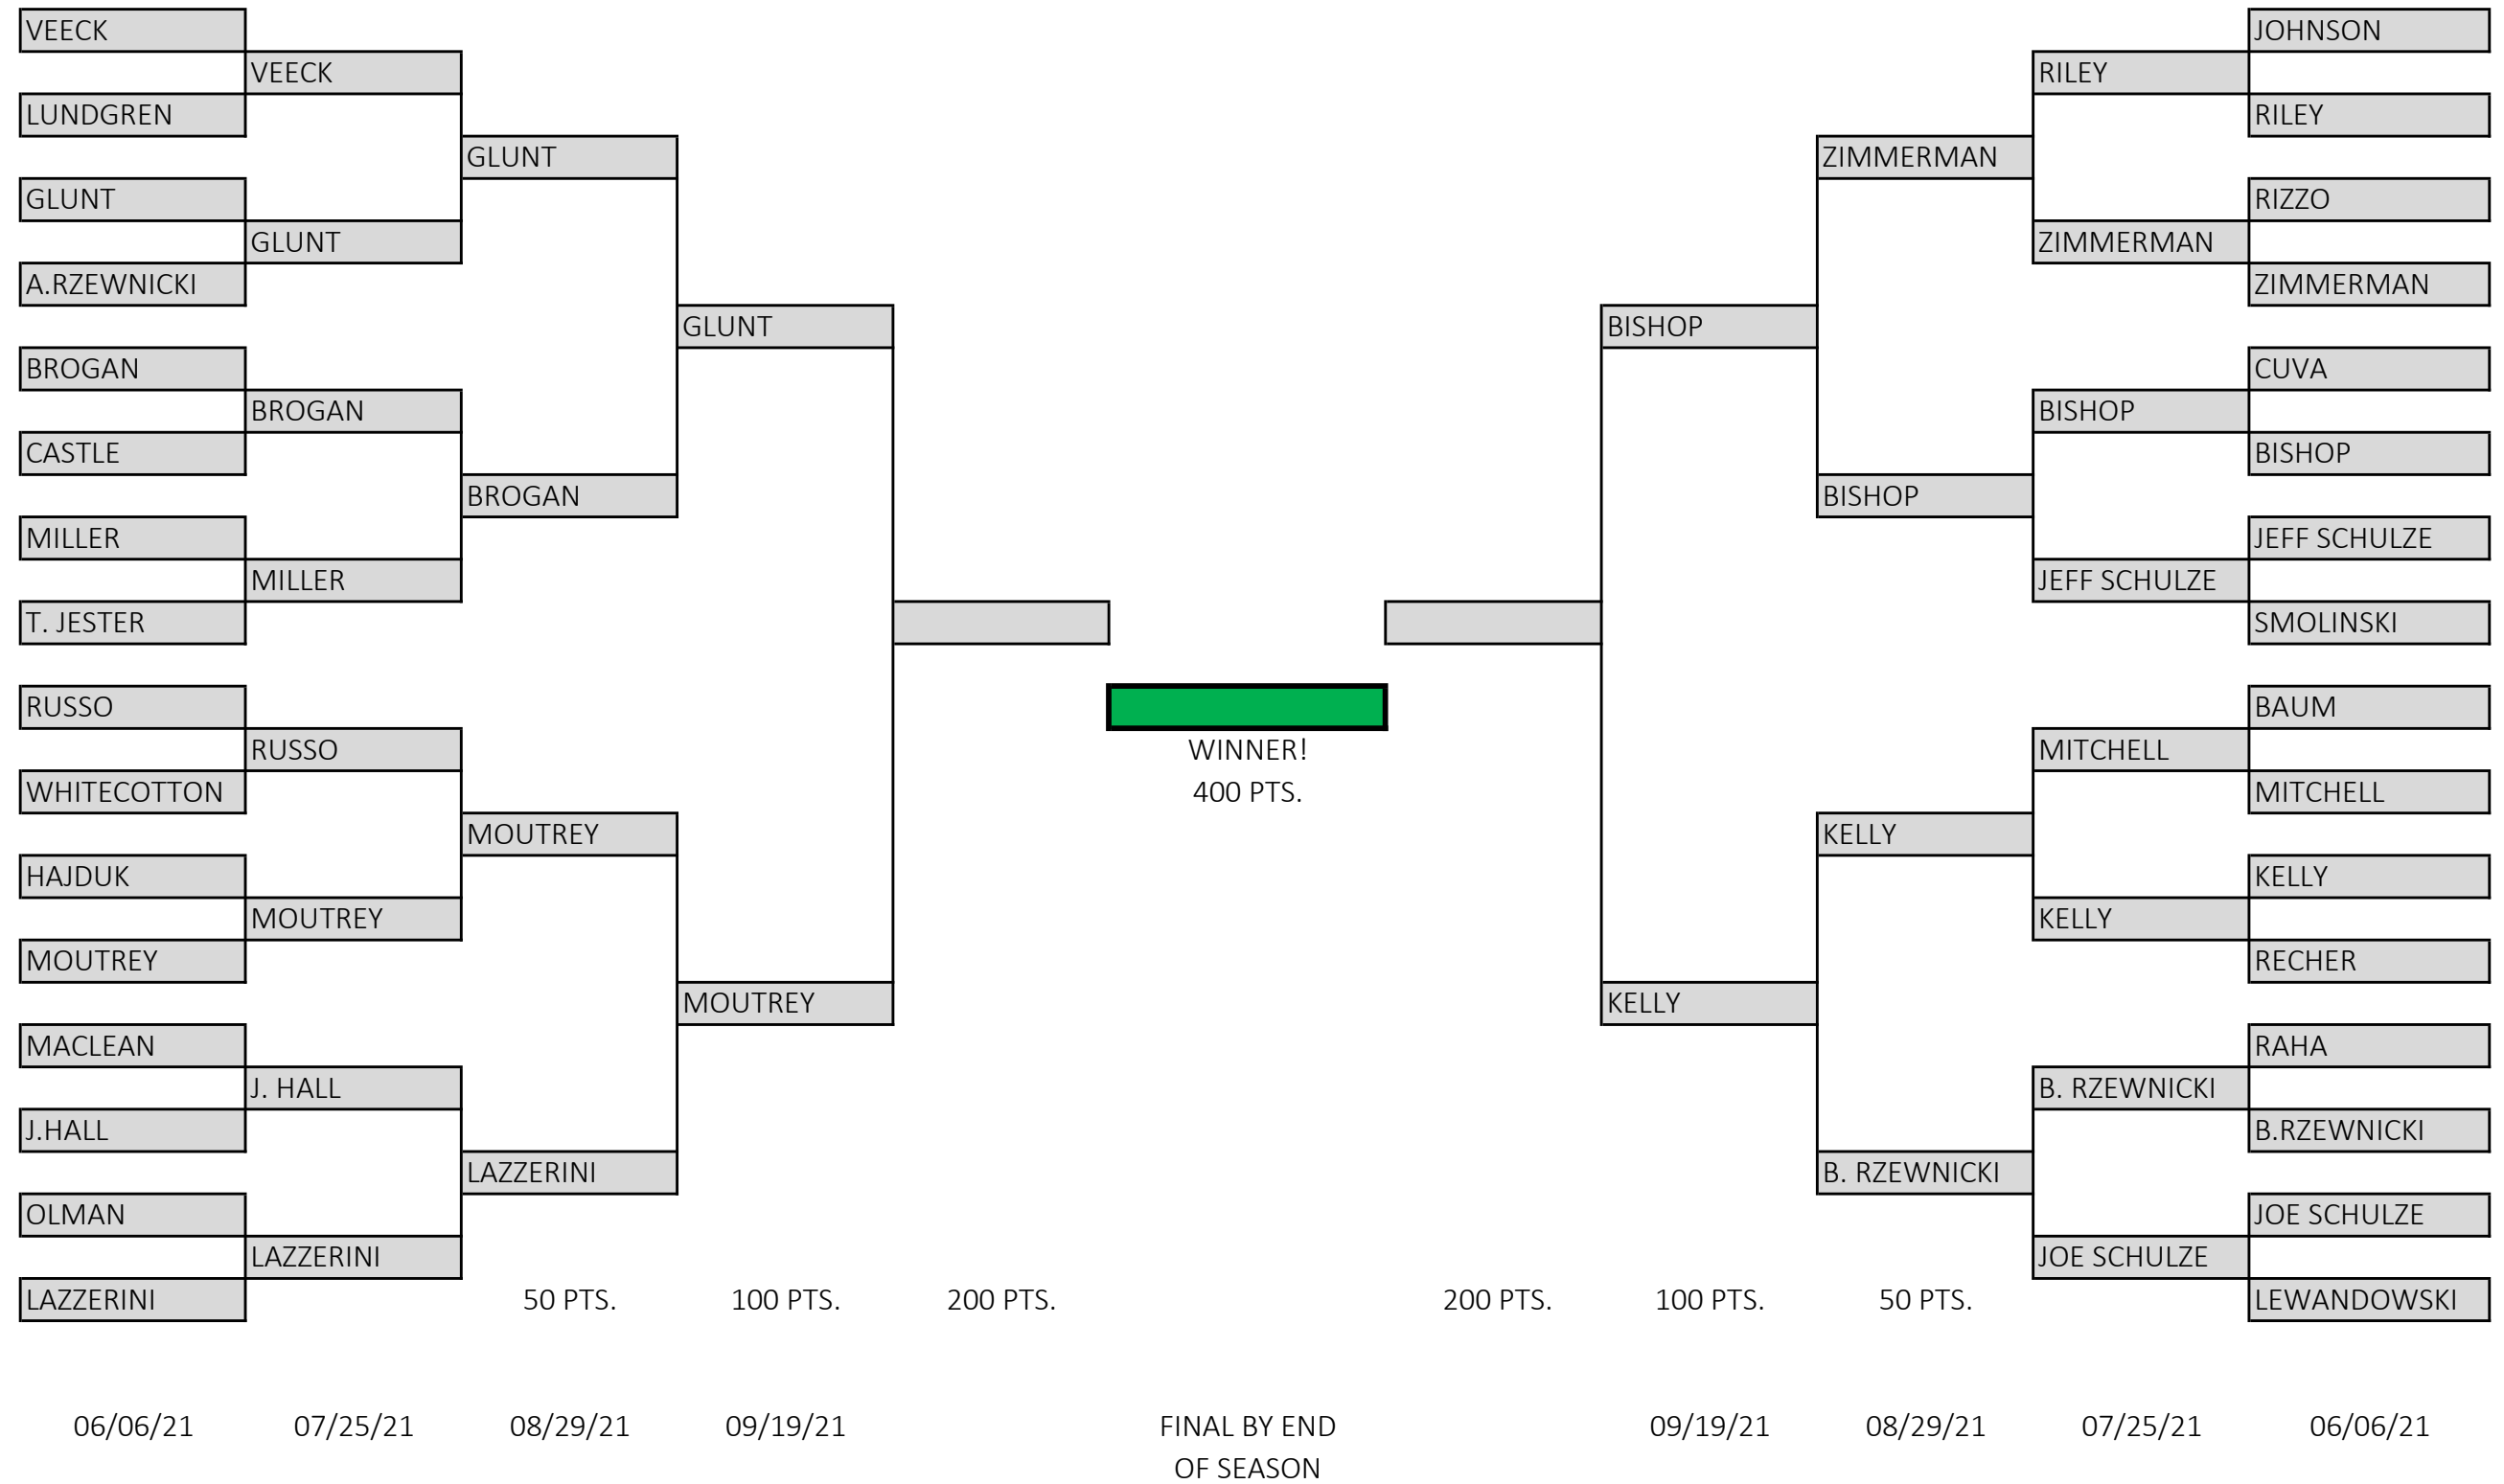 VEECK JOHNSON
VEECK RILEY
LUNDGREN RILEY
GLUNT ZIMMERMAN
GLUNT RIZZO
GLUNT ZIMMERMAN
A.RZEWNICKI ZIMMERMAN
GLUNT BISHOP
BROGAN CUVA
BROGAN BISHOP
CASTLE BISHOP
BROGAN BISHOP
MILLER JEFF SCHULZE
MILLER JEFF SCHULZE
T. JESTER SMOLINSKI
RUSSO BAUM
RUSSO WINNER! MITCHELL
WHITECOTTON 400 PTS. MITCHELL
MOUTREY KELLY
HAJDUK KELLY
MOUTREY KELLY
MOUTREY RECHER
MOUTREY KELLY
MACLEAN RAHA
J. HALL B. RZEWNICKI
J.HALL B.RZEWNICKI
LAZZERINI B. RZEWNICKI
OLMAN JOE SCHULZE
LAZZERINI JOE SCHULZE
LAZZERINI 50 PTS. 100 PTS. 200 PTS. 200 PTS. 100 PTS. 50 PTS. LEWANDOWSKI
06/06/21 07/25/21 08/29/21 09/19/21 FINAL BY END 09/19/21 08/29/21 07/25/21 06/06/21
OF SEASON